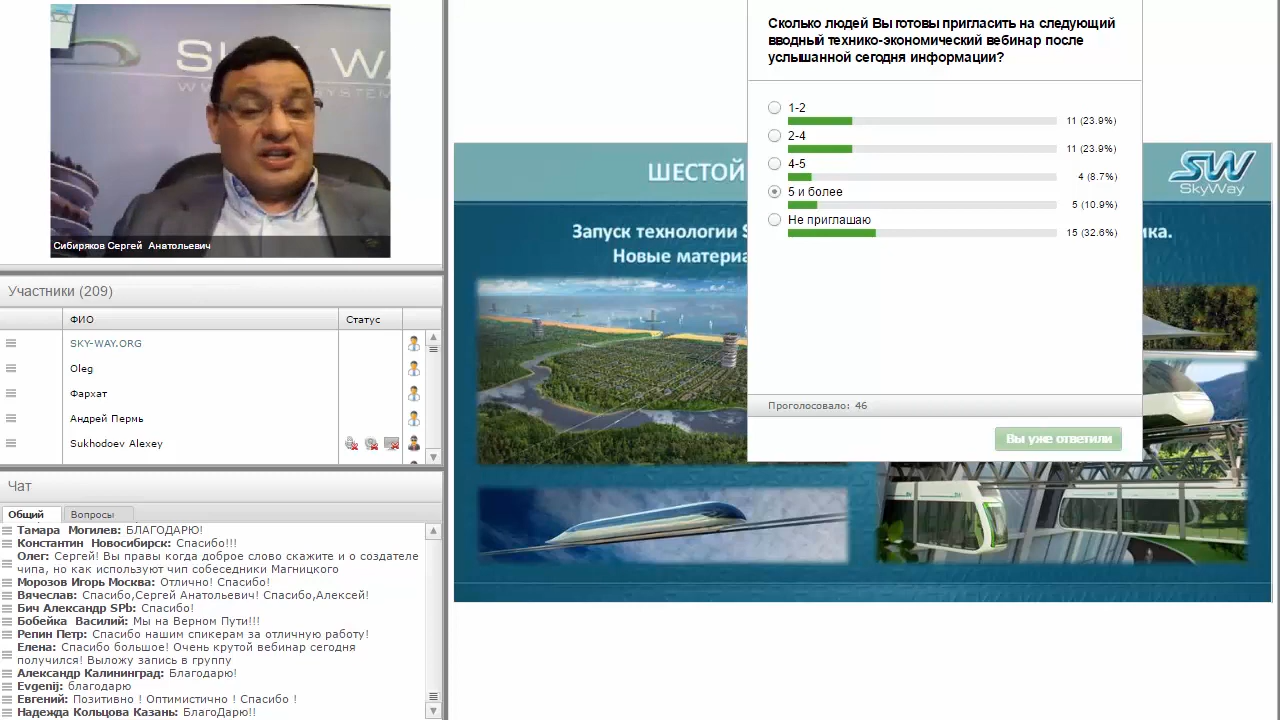 SKY WAY
Сибиряков Сергей Анатольевич
Участники (209)
ФИО
Статус
SKY-WAY.ORG
Oleg
Фархат
Андрей Пермь
Sukhodoev Alexey
Чат
Общий
Вопросы
Тамара Могилев: БЛАГОДАРЮ!
Константин Новосибирск: Спасибо!!!
Олег: Сергей! Вы правы когда доброе слово скажите и о создателе
чипа, но как используют чип собеседники Магницкого
Морозов Игорь Москва: Отлично! Спасибо!
Вячеслав: Спасибо,Сергей Анатольевич! Спасибо,Алексей!
Бич Александр SPb: Спасибо!
Бобейка Василий: Мы на Верном Пути!!!
Репин Петр: Спасибо нашим спикерам за отличную работу!
Елена: Спасибо большое! Очень крутой вебинар сегодня
получился! Выложу запись в группу
Александр Калининград: Благодарю!
Evgenij: благодарю
Евгений: Позитивно ! Оптимистично ! Спасибо !
Надежда Кольцова Казань: БлагоДарю!!
Сколько людей Вы готовы пригласить на следующий
вводный технико-экономический вебинар после
услышанной сегодня информации?
1-2
11 (23.9%)
2-4
11 (23.9%)
4-5
4 (8.7%)
5 и более
5 (10.9%)
Не приглашаю
15 (32.6%)
Проголосовало: 46
Вы уже ответили
ШЕСТОЙ
SW
SkyWay
Запуск технологии
Новые